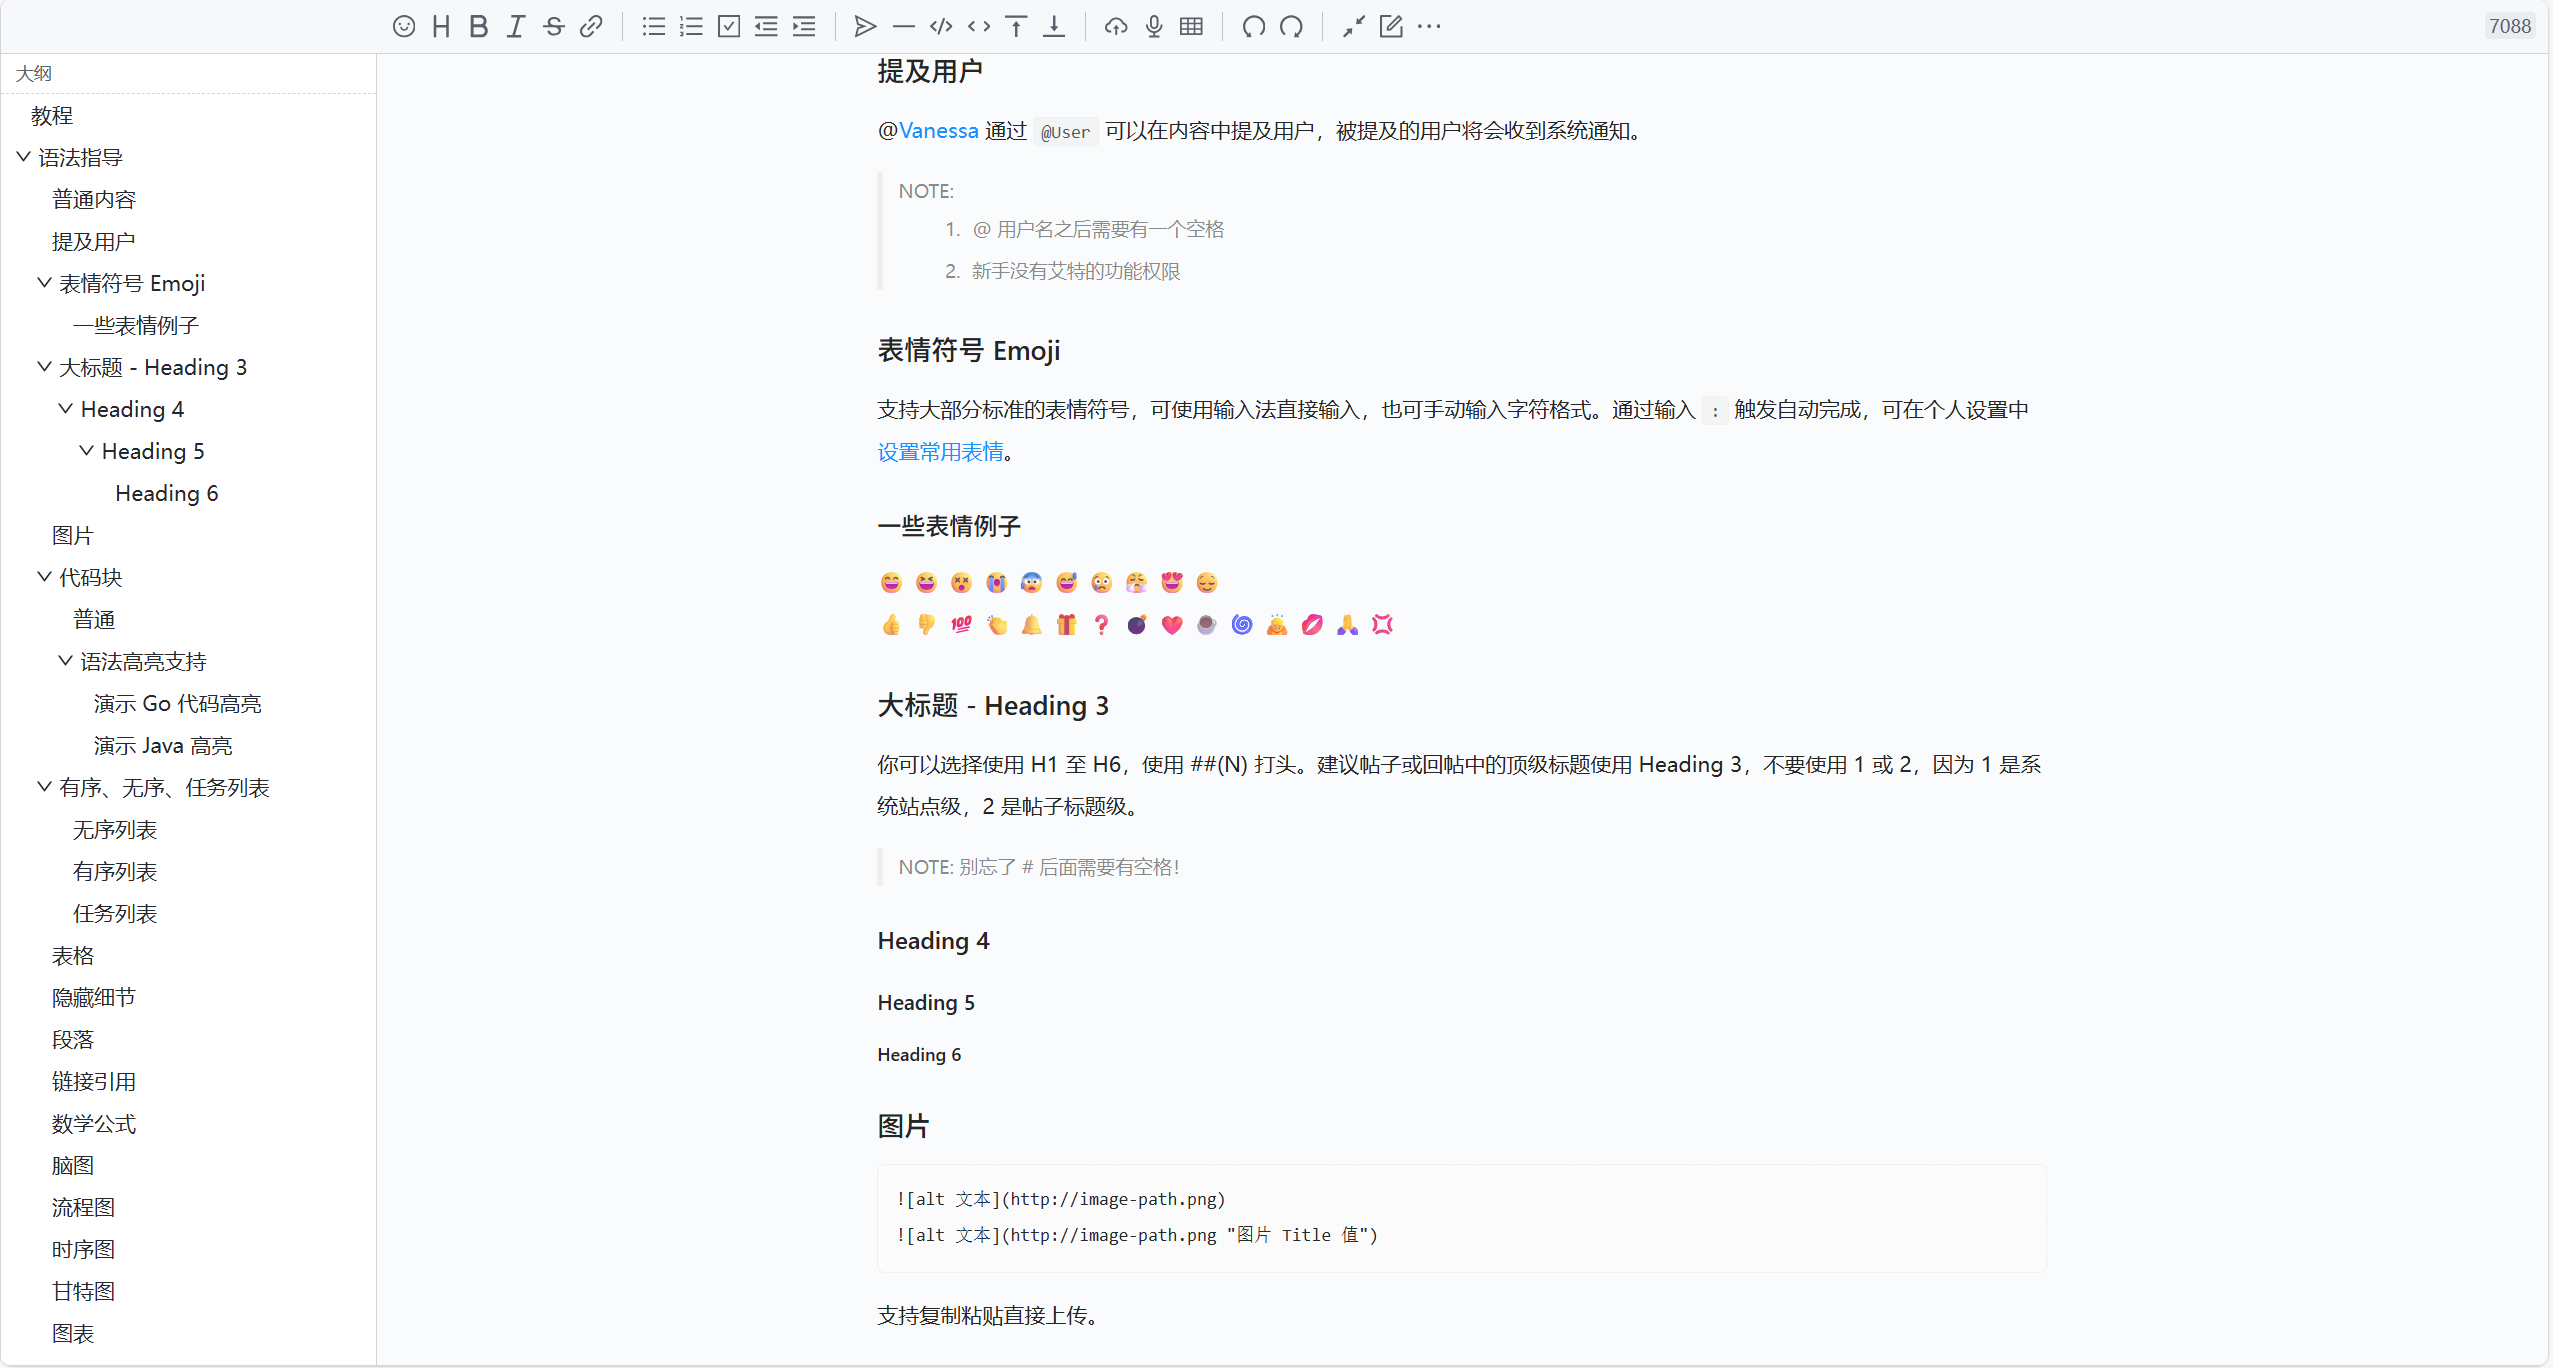 7088
大纲
教程
语法指导
普通内容
提及用户
表情符号 Emoji
一些表情例子
大标题 - Heading 3
Heading 4
Heading 5
Heading 6
图片
代码块
普通
语法高亮支持
演示 Go 代码高亮
演示 Java 高亮
有序、无序、任务列表
无序列表
有序列表
任务列表
表格
隐藏细节
段落
链接引用
数学公式
脑图
流程图
时序图
甘特图
图表
提及用户
@Vanessa 通过 @User 可以在内容中提及用户，被提及的用户将会收到系统通知。
NOTE:
1. @ 用户名之后需要有一个空格
2. 新手没有艾特的功能权限
表情符号 Emoji
支持大部分标准的表情符号，可使用输入法直接输入，也可手动输入字符格式。通过输入 : 触发自动完成，可在个人设置中
设置常用表情。
一些表情例子
😄 😆 😵 😭 😰 😅 😢 😤 😍 😌
👍 👎 💯 👏 🔔 🎁 ❓ 💣 ❤️ ☕ 🌀 🙇 💋 🙏 💢
大标题 - Heading 3
你可以选择使用 H1 至 H6，使用 ##(N) 打头。建议帖子或回帖中的顶级标题使用 Heading 3，不要使用 1 或 2，因为 1 是系
统站点级，2 是帖子标题级。
NOTE: 别忘了 # 后面需要有空格！
Heading 4
Heading 5
Heading 6
图片
![alt 文本](http://image-path.png)
![alt 文本](http://image-path.png "图片 Title 值")
支持复制粘贴直接上传。